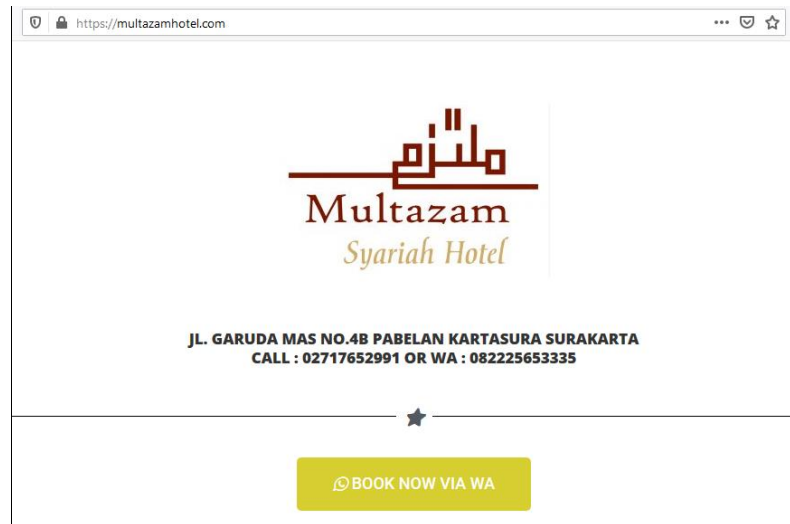 https://multazamhotel.com
ملتزم
Multazam
Syariah Hotel
JL. GARUDA MAS NO.4B PABELAN KARTASURA SURAKARTA
CALL : 02717652991 OR WA : 082225653335
BOOK NOW VIA WA